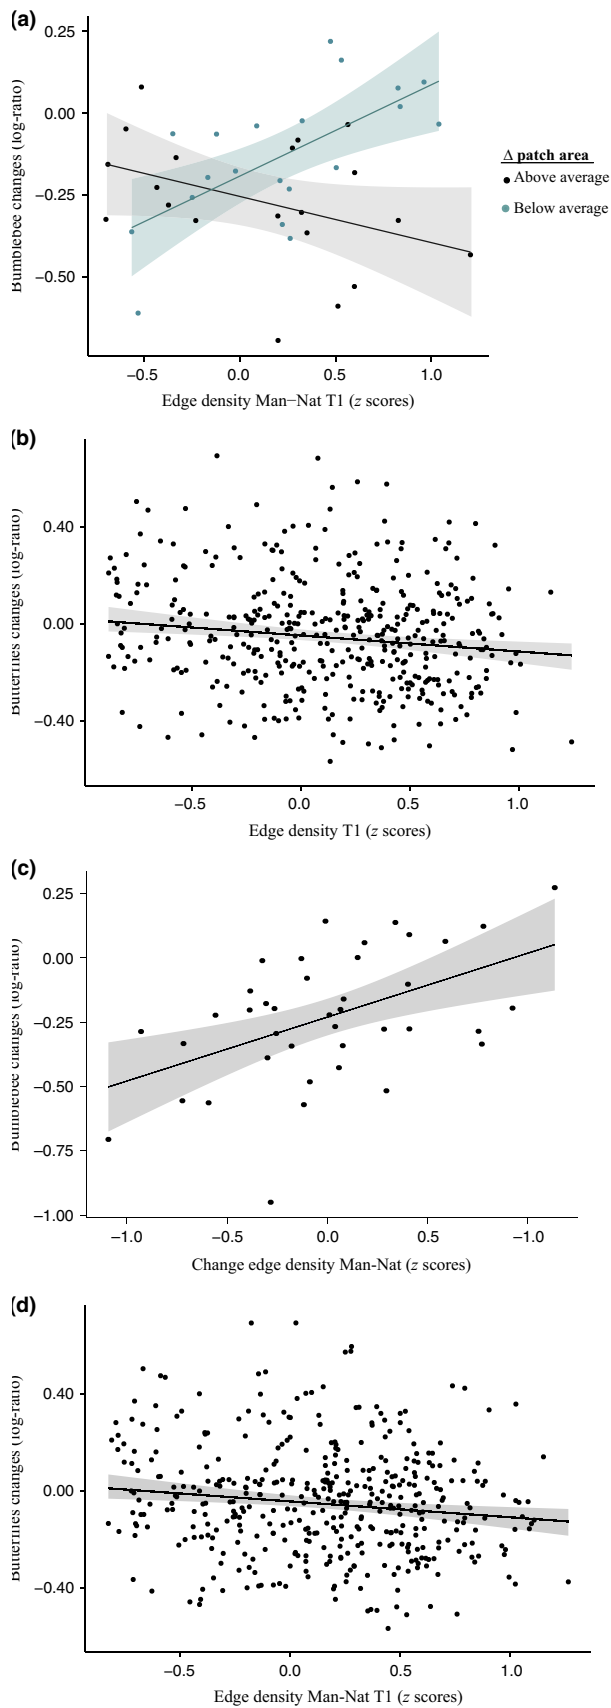 (a)
Bumblebee changes (log-ratio)
0.25
0.00
−0.25
−0.50
−0.5
0.0
0.5
1.0
Edge density Man−Nat T1 (z scores)
Δ patch area
Above average
Below average
(b)
Butterflies changes (log-ratio)
0.40
0.00
−0.40
−0.5
0.0
0.5
1.0
Edge density T1 (z scores)
(c)
Bumblebee changes (log-ratio)
0.25
0.00
−0.25
−0.50
−0.75
−1.00
−1.0
−0.5
0.0
0.5
−1.0
Change edge density Man-Nat (z scores)
(d)
Butterflies changes (log-ratio)
0.40
0.00
−0.40
−0.5
0.0
0.5
1.0
Edge density Man-Nat T1 (z scores)